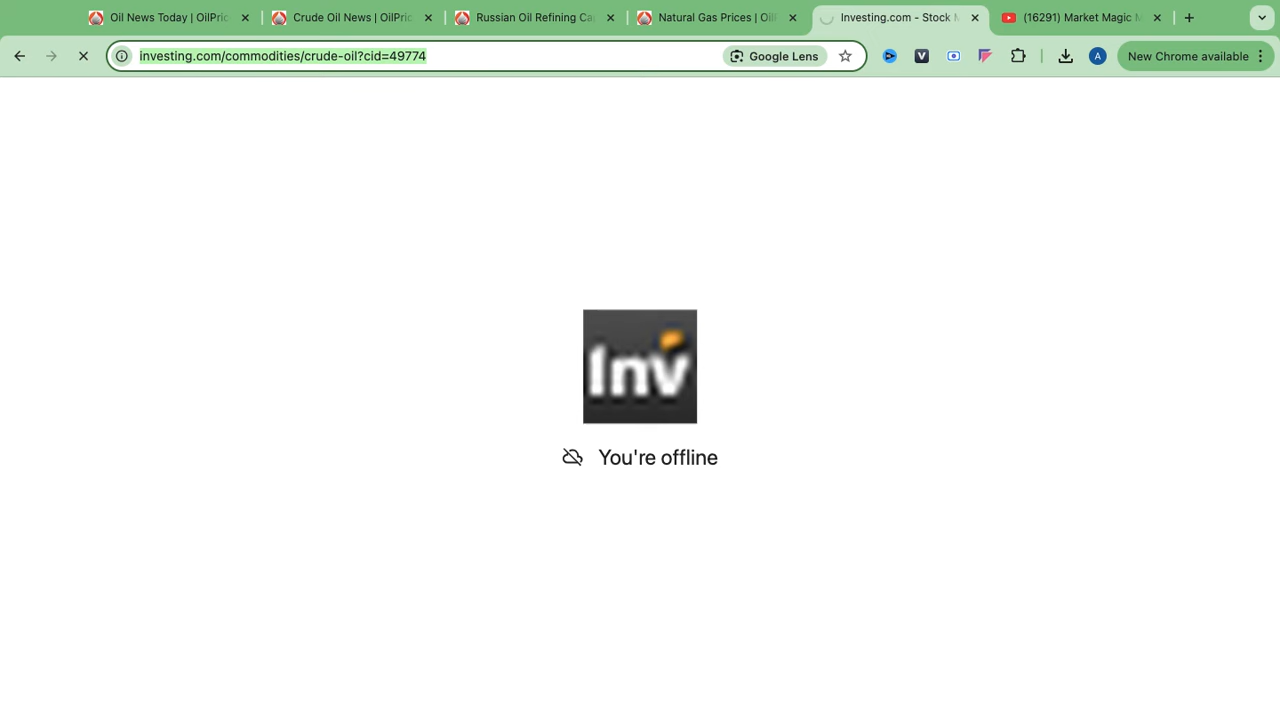 Oil News Today | OilPric
Crude Oil News | OilPric
Russian Oil Refining Ca
Natural Gas Prices | Oil
Investing.com - Stock M
(16291) Market Magic M
investing.com/commodities/crude-oil?cid=49774
Google Lens
V
A
New Chrome available
Inv
You're offline